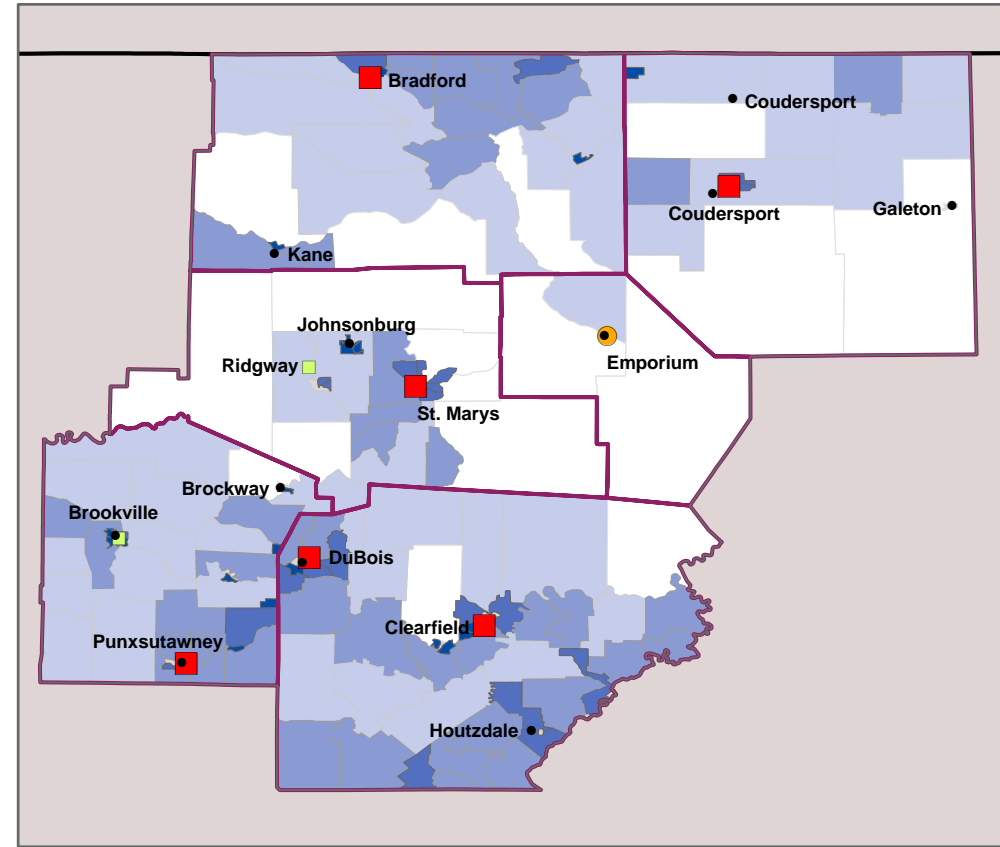 Bradford
Coudersport
Coudersport
Galeton
Kane
Johnsonburg
Ridgway
Emporium
St. Marys
Brockway
Brookville
DuBois
Clearfield
Punxsutawney
Houtzdale